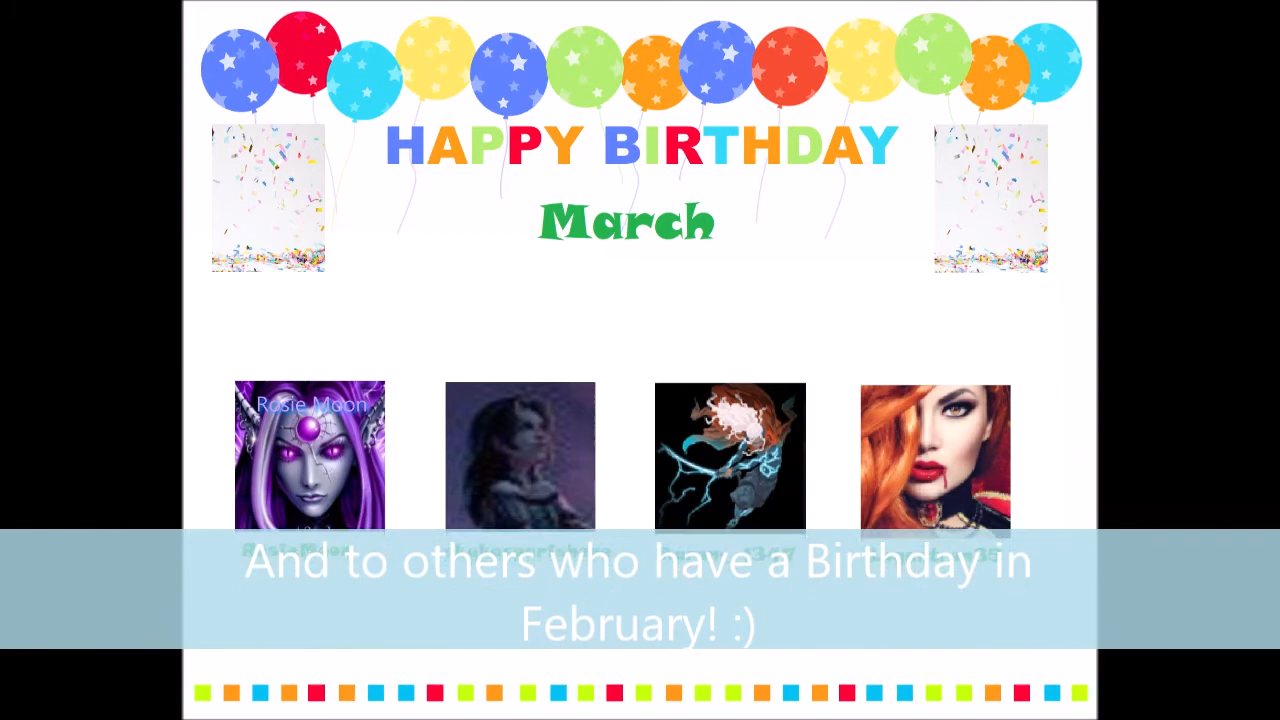 HAPPY BIRTHDAY
March
Rosie Moon
And to others who have a Birthday in
February! :)